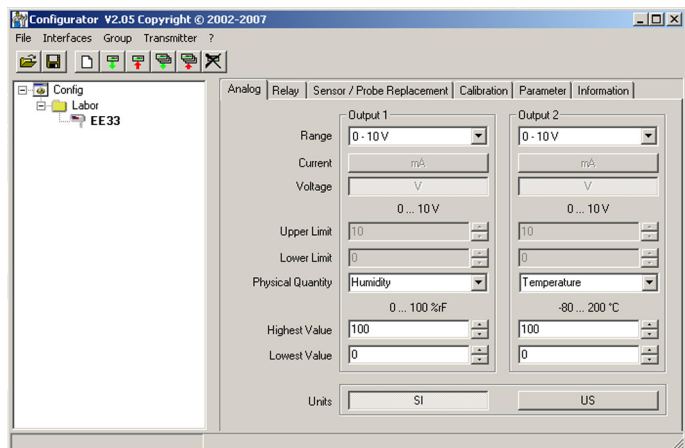 Configurator V2.05 Copyright © 2002-2007
File Interfaces Group Transmitter ?
Config
Labor
EE33
Analog Relay Sensor / Probe Replacement Calibration Parameter Information
Output 1 Output 2
Range 0 - 10 V 0 - 10 V
Current mA mA
Voltage V V
0 ... 10 V 0 ... 10 V
Upper Limit 10 10
Lower Limit 0 0
Physical Quantity Humidity Temperature
0 ... 100 %rF -80 ... 200 °C
Highest Value 100 100
Lowest Value 0 0
Units SI US